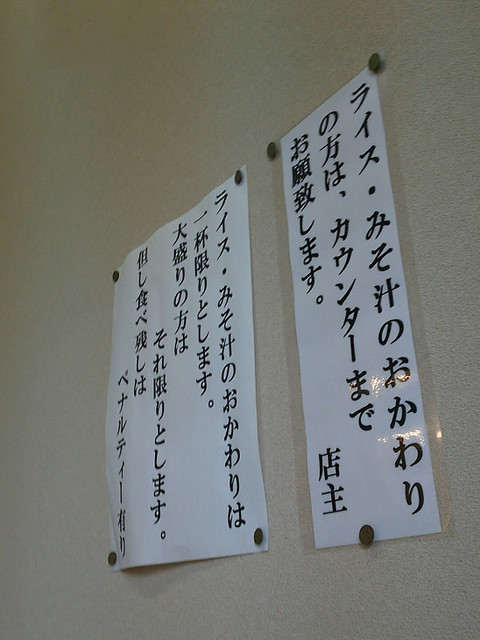 ライス・みそ汁のおかわり
の方は、カウンターまで
お願致します。
店主
ライス・みそ汁のおかわりは
一杯限りとします。
大盛りの方は
それ限りとします。
但し食べ残しは
ペナルティー有り